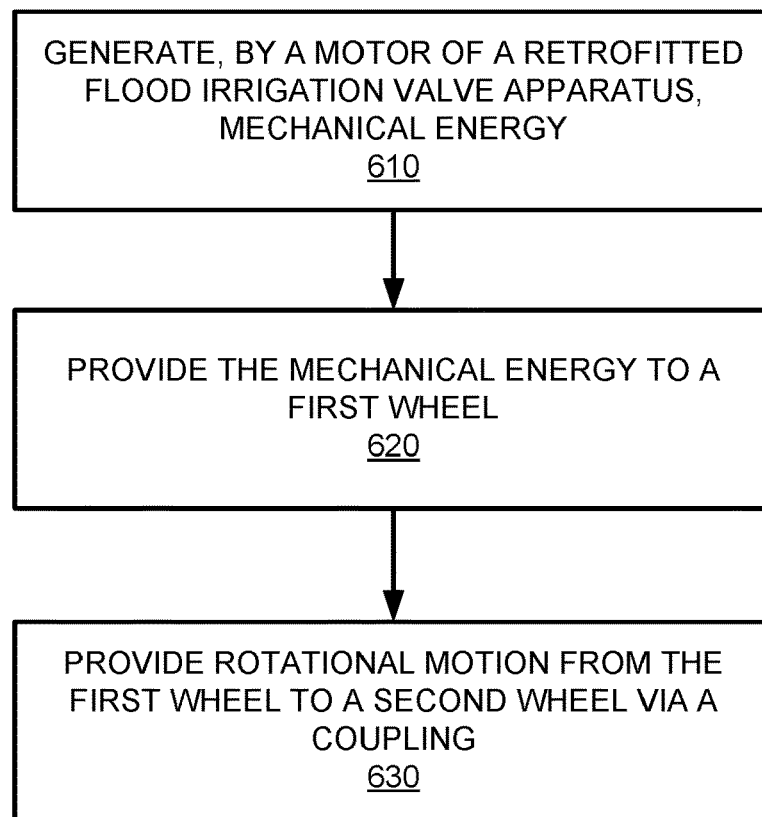 GENERATE, BY A MOTOR OF A RETROFITTED
FLOOD IRRIGATION VALVE APPARATUS,
MECHANICAL ENERGY
610
PROVIDE THE MECHANICAL ENERGY TO A
FIRST WHEEL
620
PROVIDE ROTATIONAL MOTION FROM THE
FIRST WHEEL TO A SECOND WHEEL VIA A
COUPLING
630